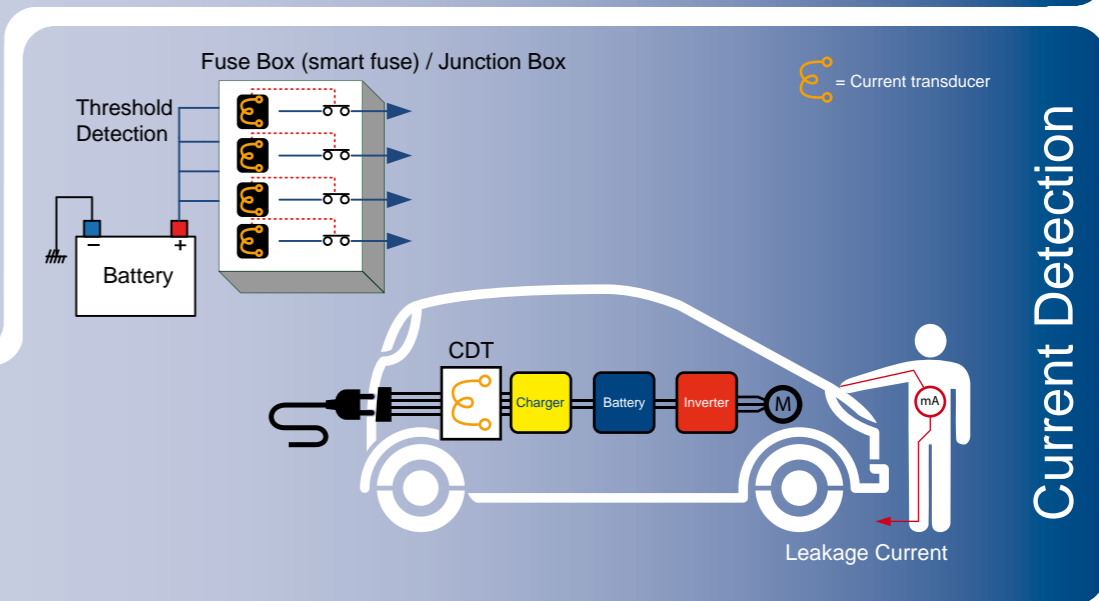 Fuse Box (smart fuse) / Junction Box
= Current transducer
Threshold
Detection
− +
Battery
CDT
Charger
Battery
Inverter
M
mA
Leakage Current
Current Detection